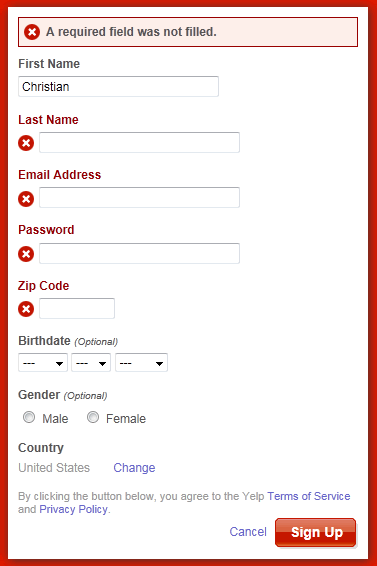 A required field was not filled.
First Name
Christian
Last Name
Email Address
Password
Zip Code
Birthdate (Optional)
--- --- ---
Gender (Optional)
Male Female
Country
United States Change
By clicking the button below, you agree to the Yelp Terms of Service
and Privacy Policy.
Cancel Sign Up